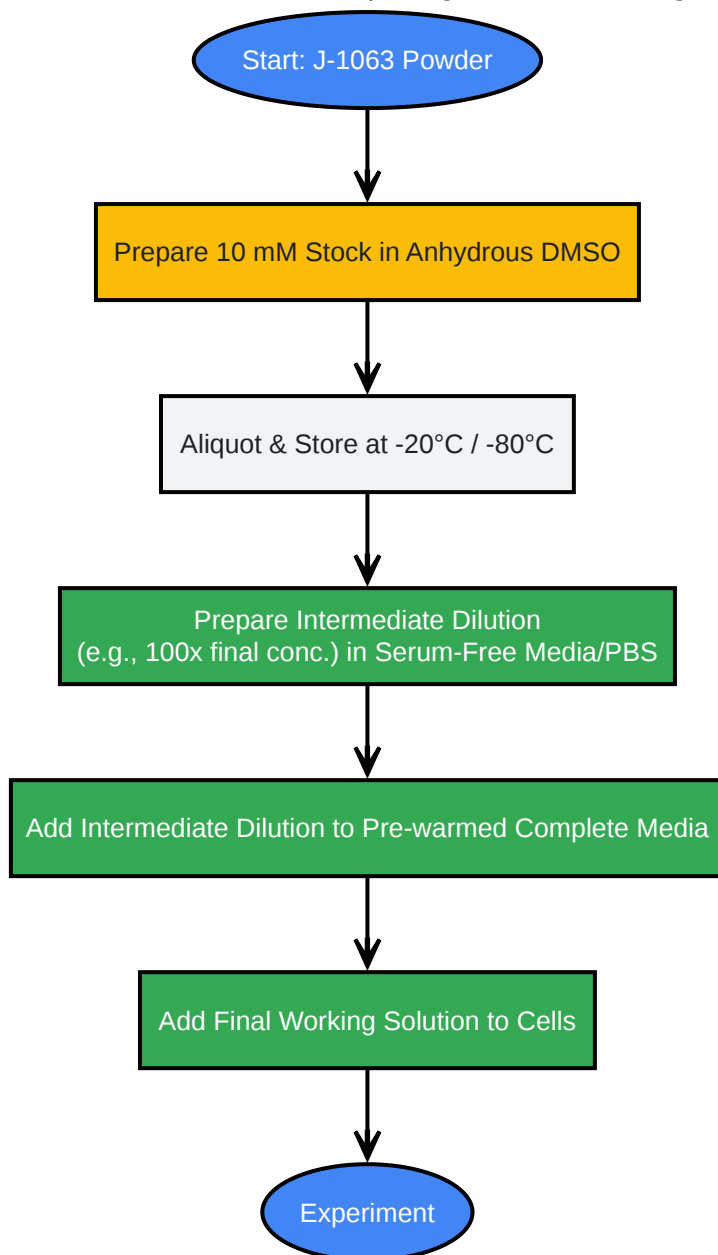 Start: J-1063 Powder
Prepare 10 mM Stock in Anhydrous DMSO
Aliquot & Store at -20°C / -80°C
Prepare Intermediate Dilution
(e.g., 100x final conc.) in Serum-Free Media/PBS
Add Intermediate Dilution to Pre-warmed Complete Media
Add Final Working Solution to Cells
Experiment